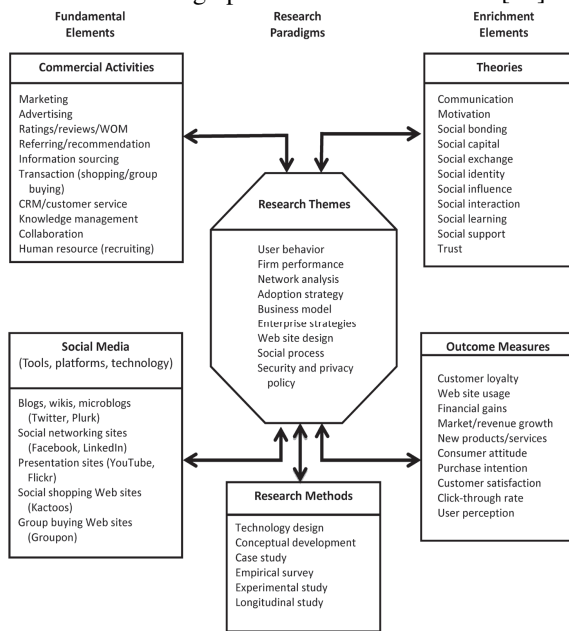 Fundamental
Elements
Research
Paradigms
Enrichment
Elements
Commercial Activities
Marketing
Advertising
Ratings/reviews/WOM
Referring/recommendation
Information sourcing
Transaction (shopping/group
buying)
CRM/customer service
Knowledge management
Collaboration
Human resource (recruiting)
Theories
Communication
Motivation
Social bonding
Social capital
Social exchange
Social identity
Social influence
Social interaction
Social learning
Social support
Trust
Research Themes
User behavior
Firm performance
Network analysis
Adoption strategy
Business model
Enterprise strategies
Web site design
Social process
Security and privacy
policy
Social Media
(Tools, platforms, technology)
Blogs, wikis, microblogs
(Twitter, Plurk)
Social networking sites
(Facebook, LinkedIn)
Presentation sites (YouTube,
Flickr)
Social shopping Web sites
(Kactoos)
Group buying Web sites
(Groupon)
Outcome Measures
Customer loyalty
Web site usage
Financial gains
Market/revenue growth
New products/services
Consumer attitude
Purchase intention
Customer satisfaction
Click-through rate
User perception
Research Methods
Technology design
Conceptual development
Case study
Empirical survey
Experimental study
Longitudinal study